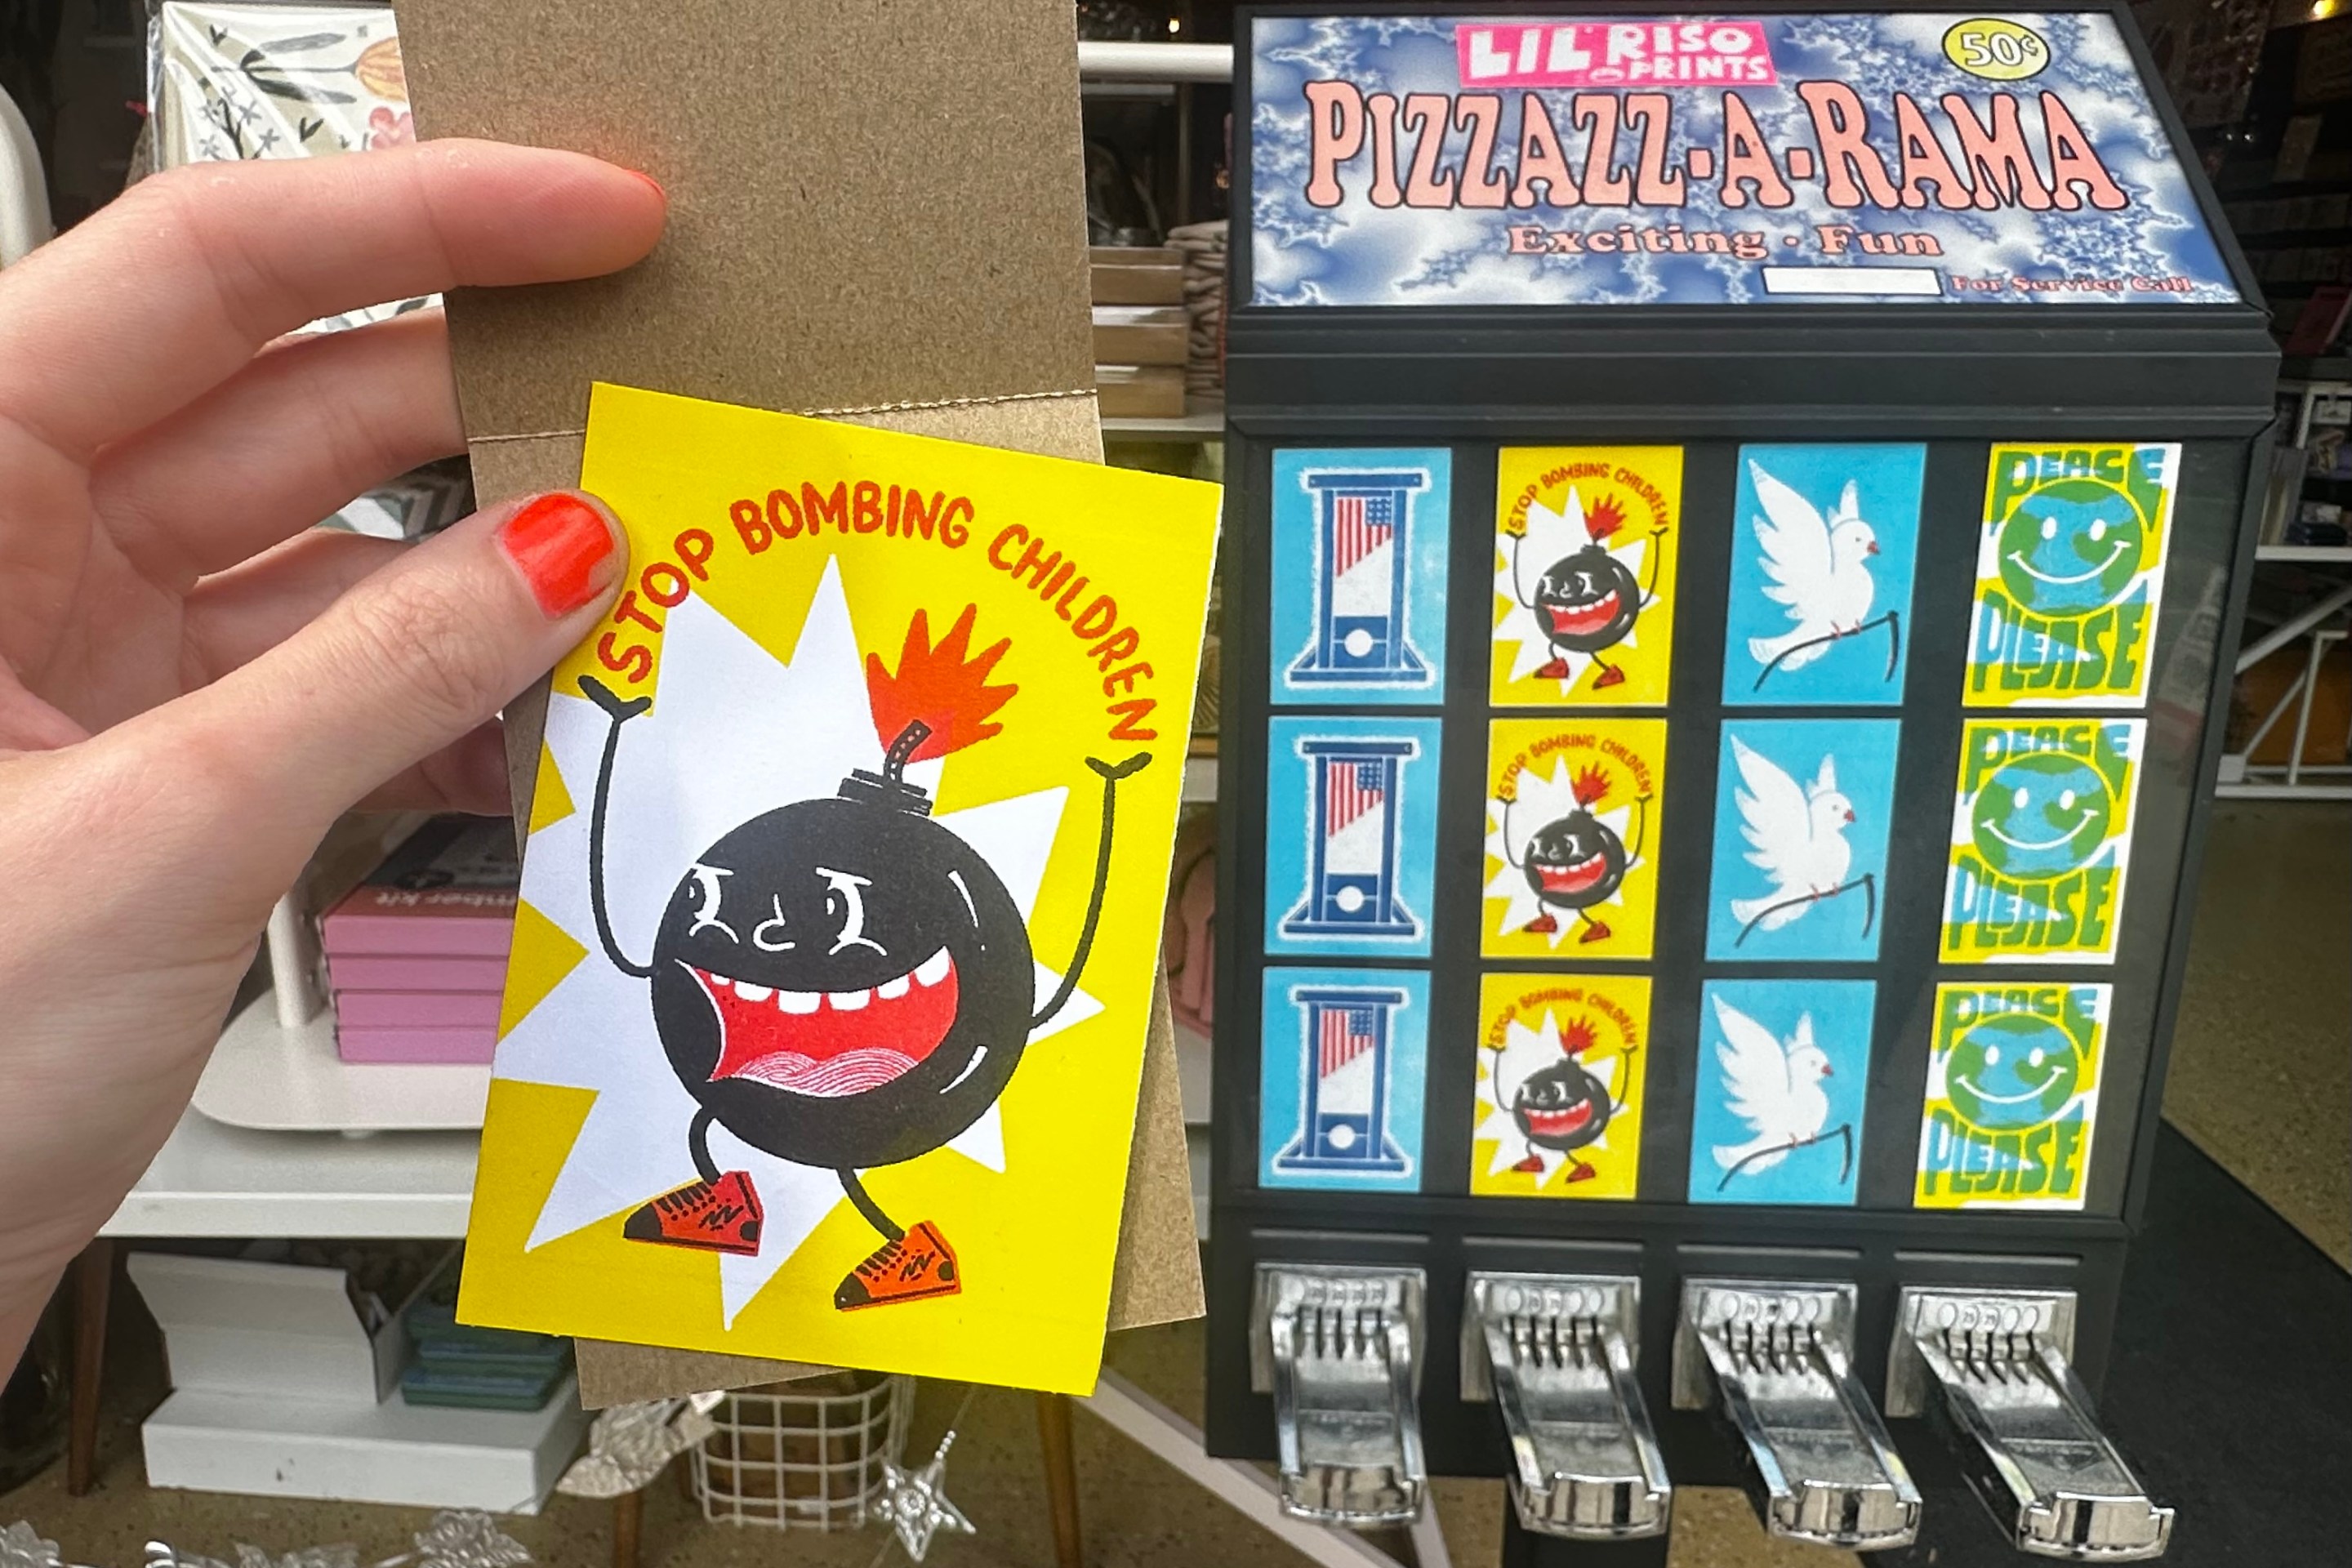 LIL' RISO
PRINTS
50¢
PIZZAZZ-A-RAMA
Exciting • Fun
For Service Call
STOP BOMBING CHILDREN
STOP BOMBING CHILDREN
PEACE
PLEASE
STOP BOMBING CHILDREN
PEACE
PLEASE
STOP BOMBING CHILDREN
PEACE
PLEASE